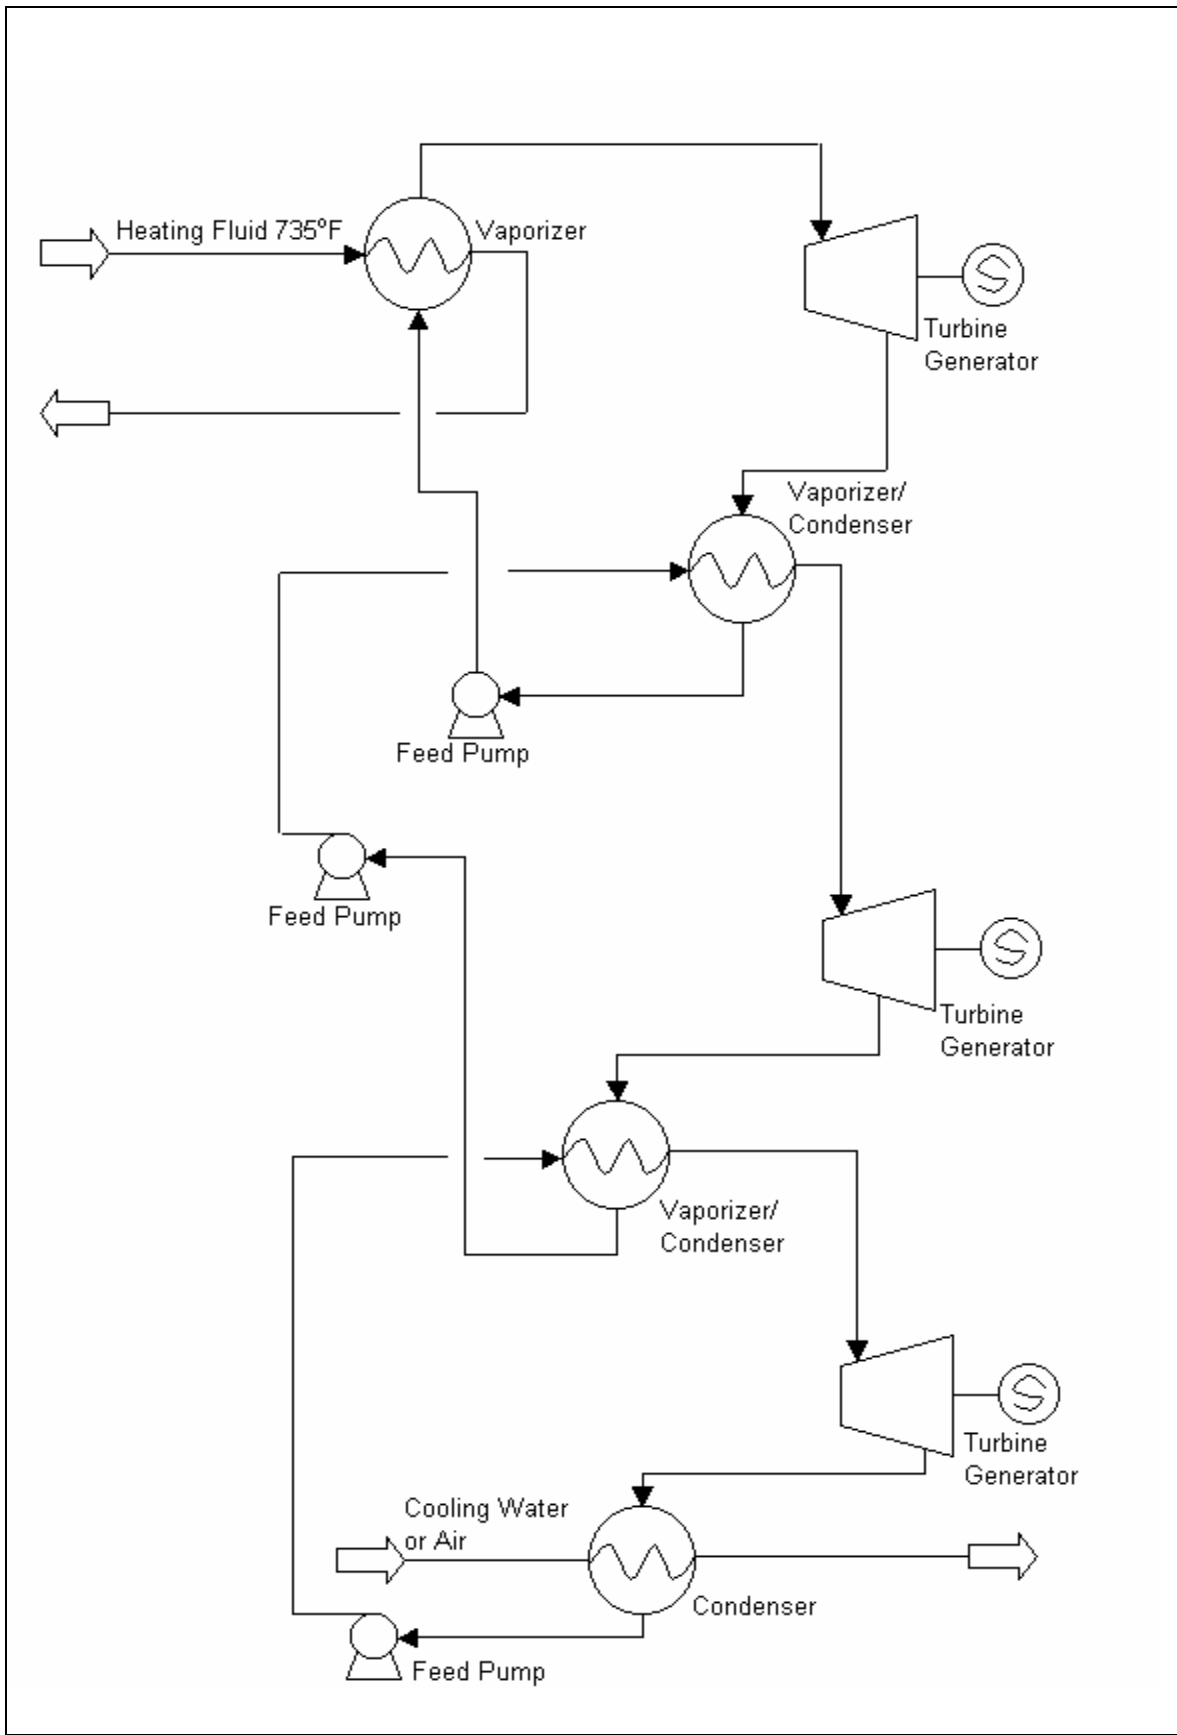 Heating Fluid 735ºF
Vaporizer
Turbine
Generator
Vaporizer/
Condenser
Feed Pump
Feed Pump
Turbine
Generator
Vaporizer/
Condenser
Turbine
Generator
Cooling Water
or Air
Condenser
Feed Pump